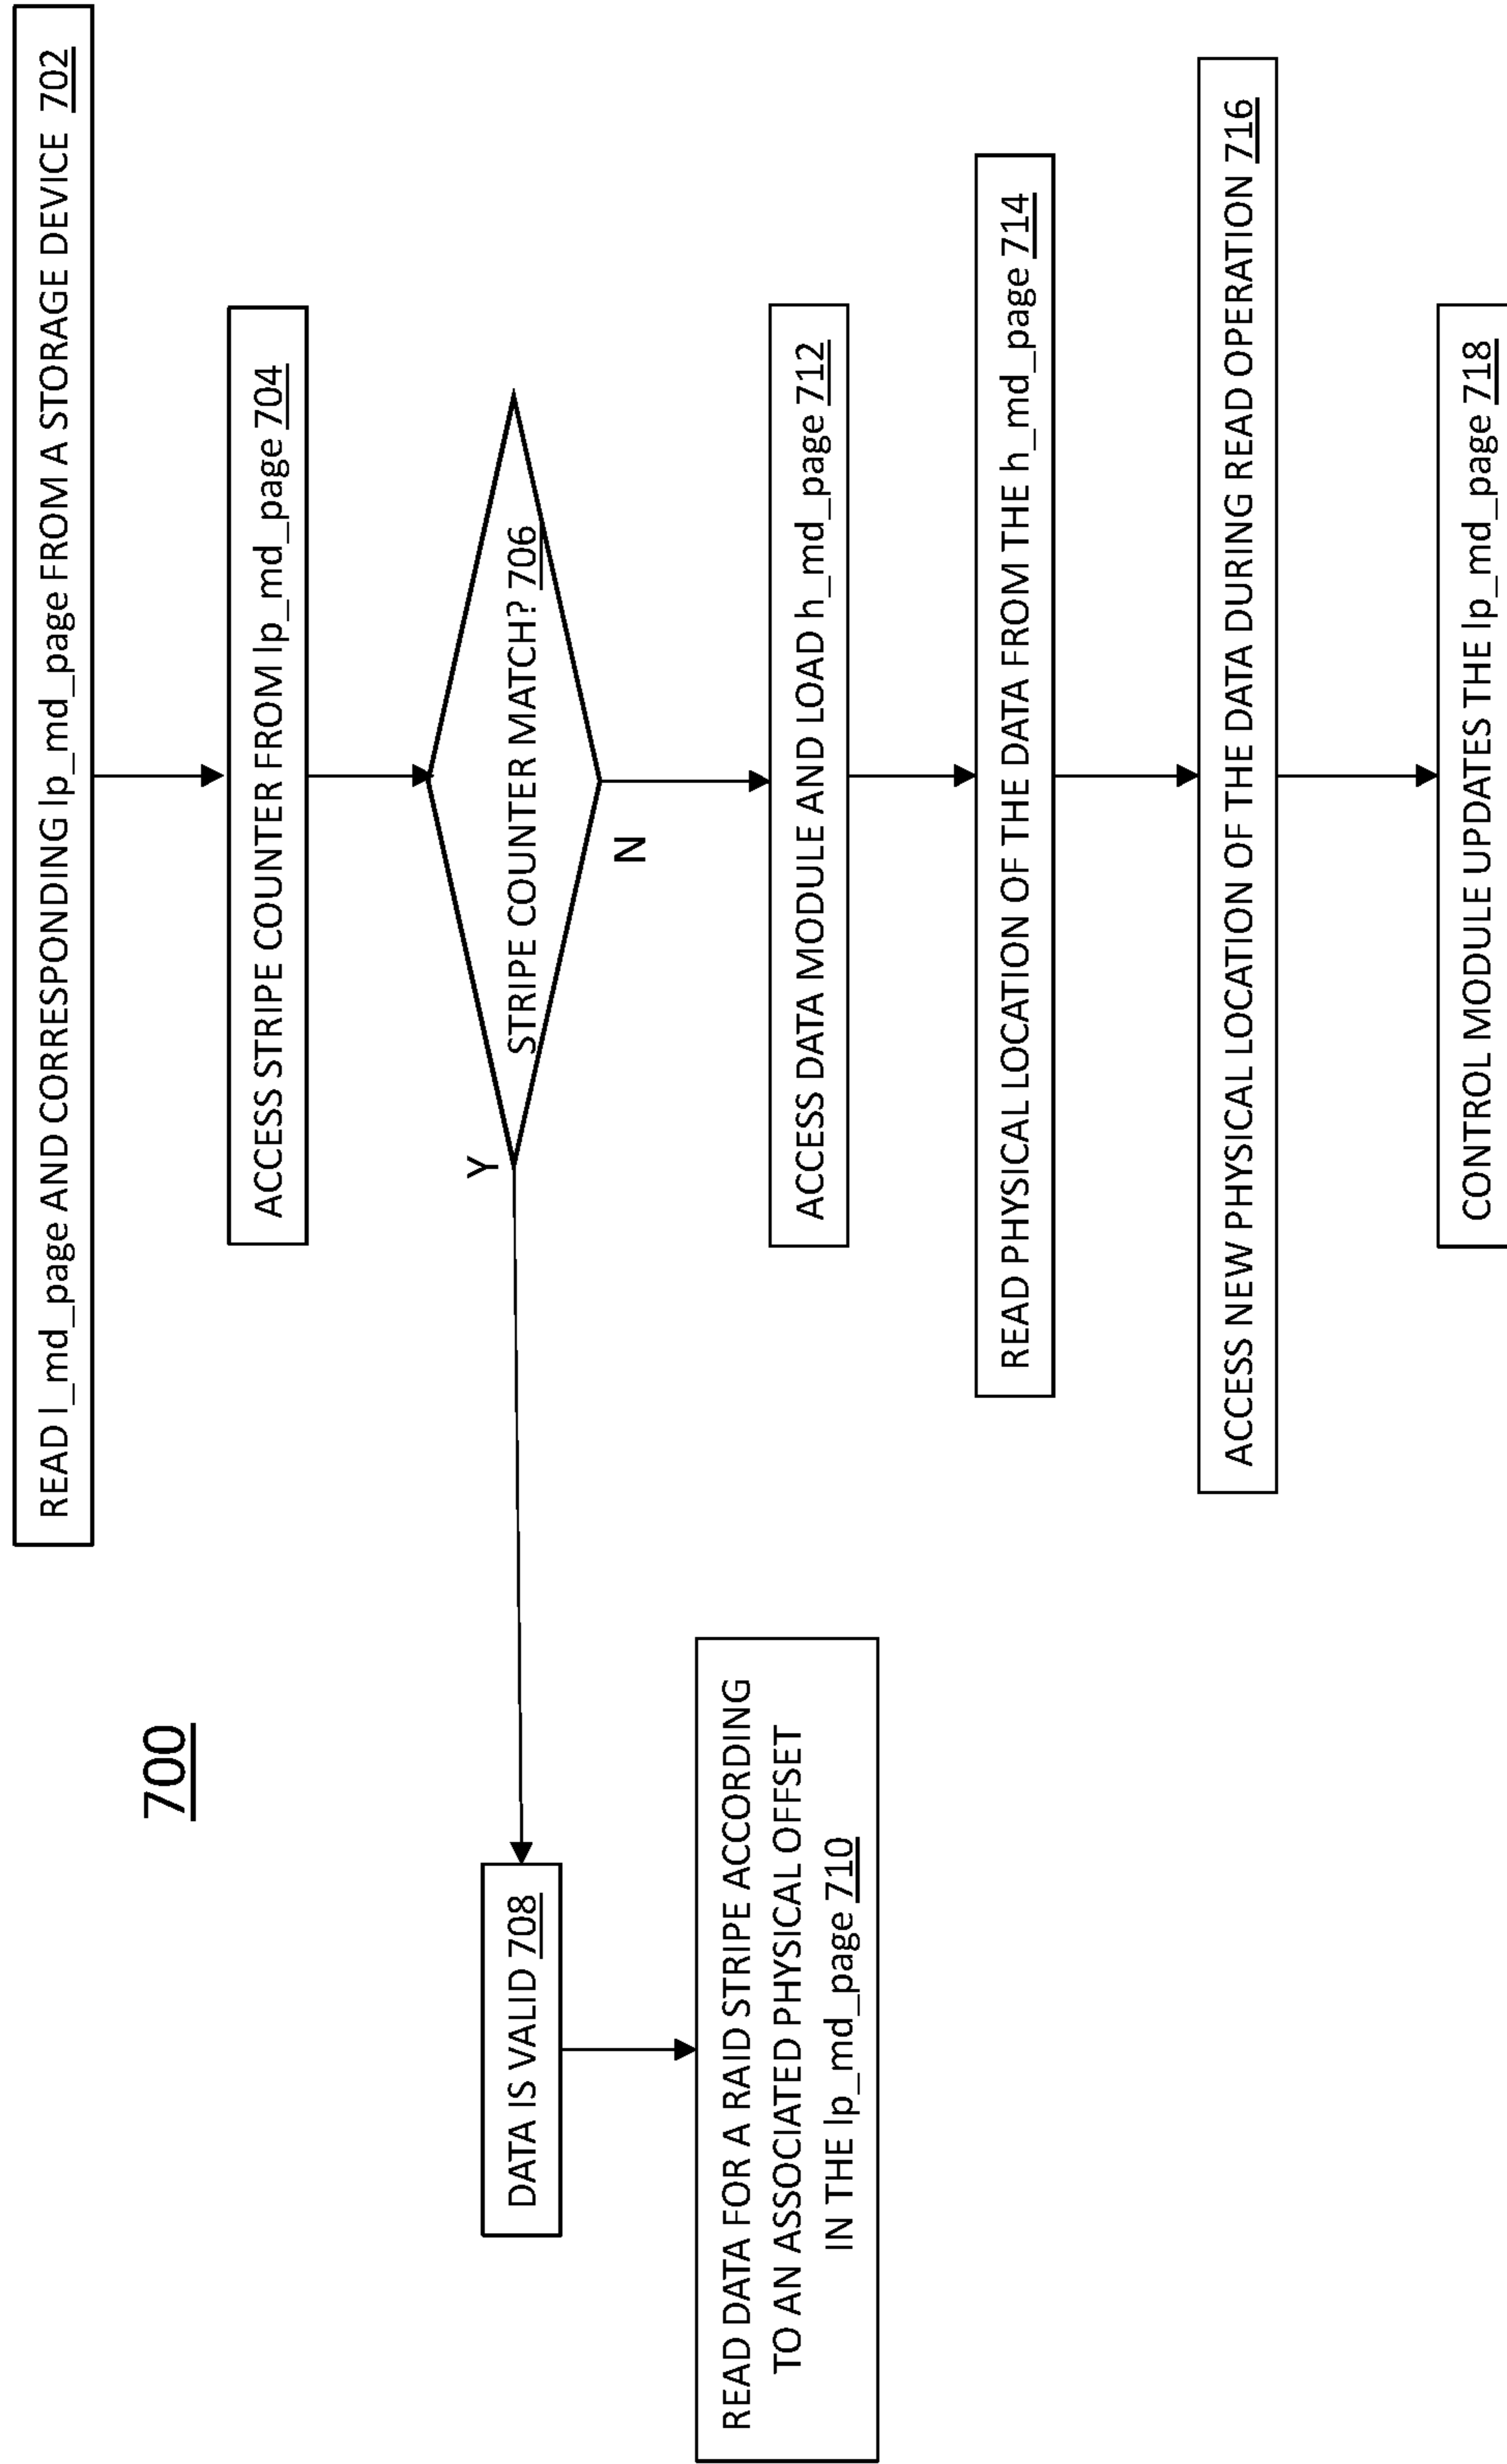 700
READ l_md_page AND CORRESPONDING lp_md_page FROM A STORAGE DEVICE 702
ACCESS STRIPE COUNTER FROM lp_md_page 704
STRIPE COUNTER MATCH? 706
Y
N
DATA IS VALID 708
READ DATA FOR A RAID STRIPE ACCORDING
TO AN ASSOCIATED PHYSICAL OFFSET
IN THE lp_md_page 710
ACCESS DATA MODULE AND LOAD h_md_page 712
READ PHYSICAL LOCATION OF THE DATA FROM THE h_md_page 714
ACCESS NEW PHYSICAL LOCATION OF THE DATA DURING READ OPERATION 716
CONTROL MODULE UPDATES THE lp_md_page 718